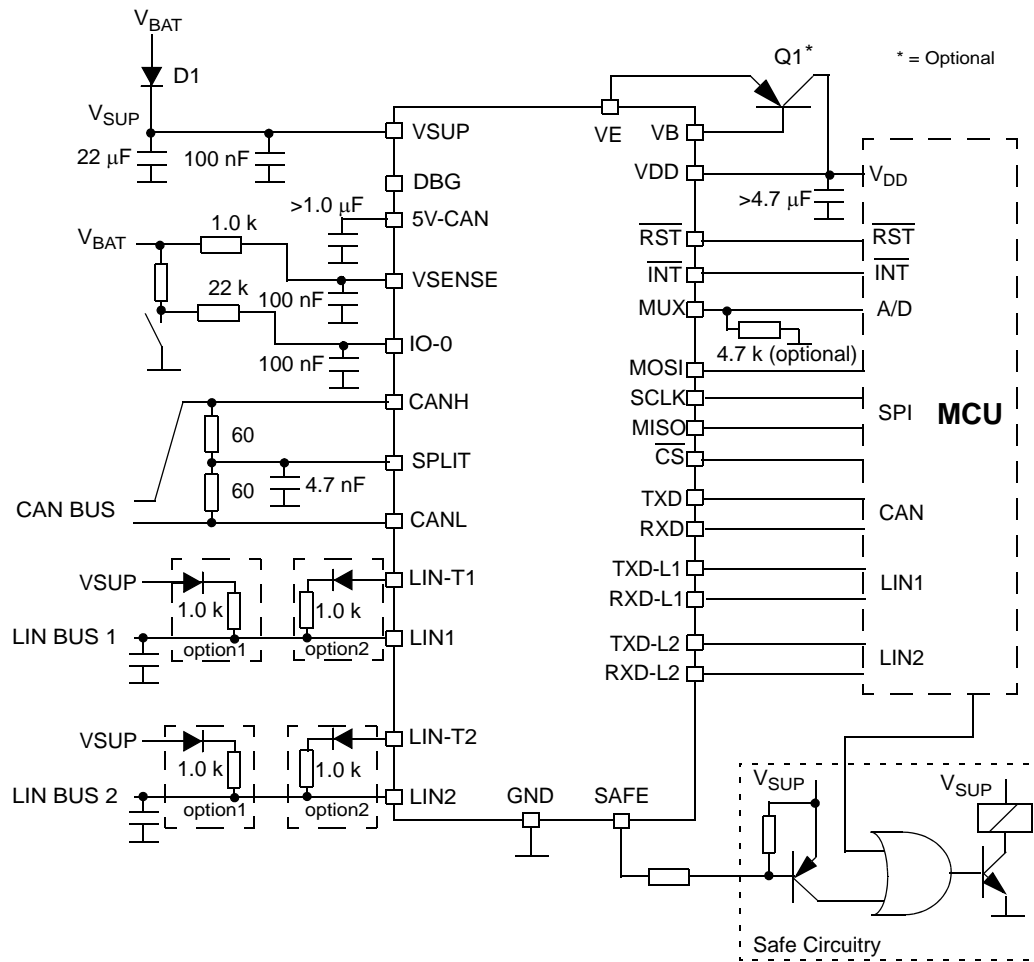 V_BAT
D1
V_SUP
22 μF
100 nF
VSUP
DBG
>1.0 μF
5V-CAN
V_BAT
1.0 k
VSENSE
100 nF
22 k
IO-0
100 nF
CANH
60
SPLIT
60
4.7 nF
CAN BUS
CANL
VSUP
1.0 k
1.0 k
LIN-T1
LIN BUS 1
option1
option2
LIN1
VSUP
1.0 k
1.0 k
LIN-T2
LIN BUS 2
option1
option2
LIN2
GND
SAFE
Q1*
* = Optional
VE
VB
VDD
V_DD
>4.7 μF
RST
RST
INT
INT
MUX
A/D
4.7 k (optional)
MOSI
SCLK
SPI
MCU
MISO
CS
TXD
CAN
RXD
TXD-L1
LIN1
RXD-L1
TXD-L2
LIN2
RXD-L2
V_SUP
V_SUP
Safe Circuitry